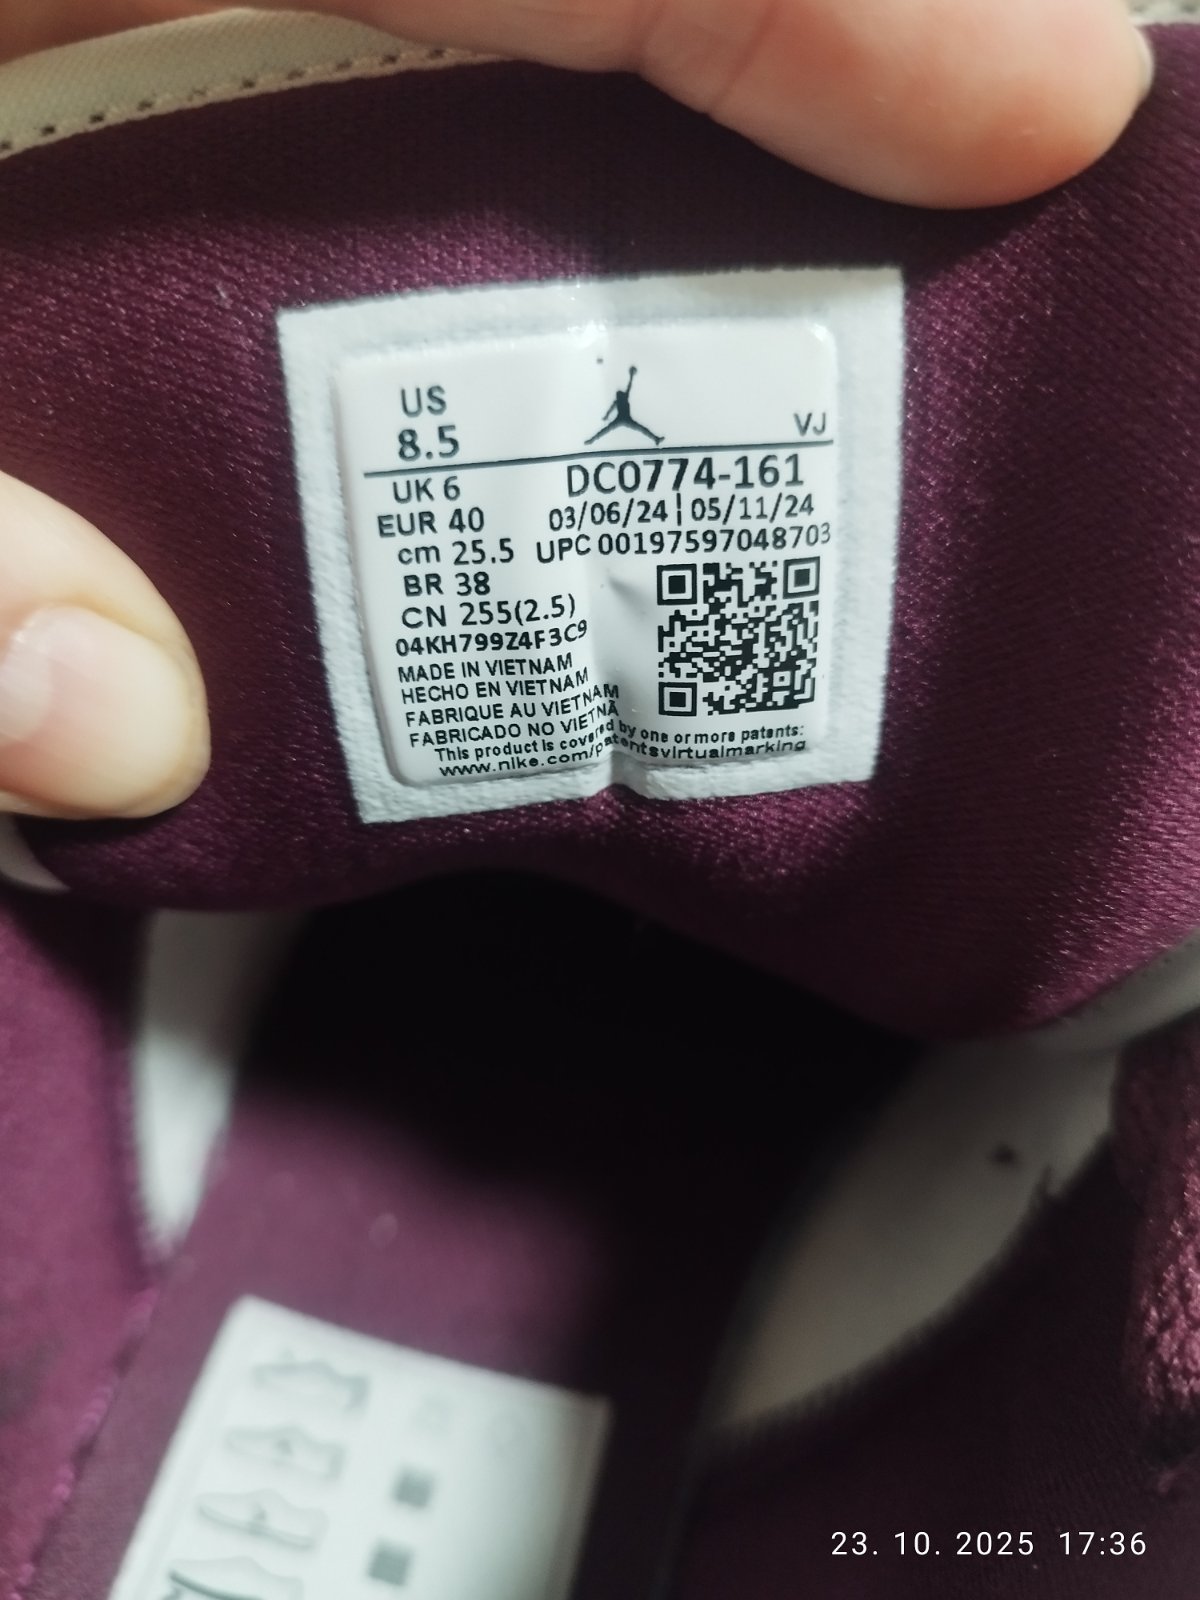 US
8.5
VJ
UK 6
DC0774-161
EUR 40
03/06/24 | 05/11/24
cm 25.5
UPC 00197597048703
BR 38
CN 255(2.5)
04KH799Z4F3C9
MADE IN VIETNAM
HECHO EN VIETNAM
FABRIQUE AU VIETNAM
FABRICADO NO VIETNÃ
This product is covered by one or more patents:
www.nike.com/patentsvirtualmarking
23. 10. 2025 17:36